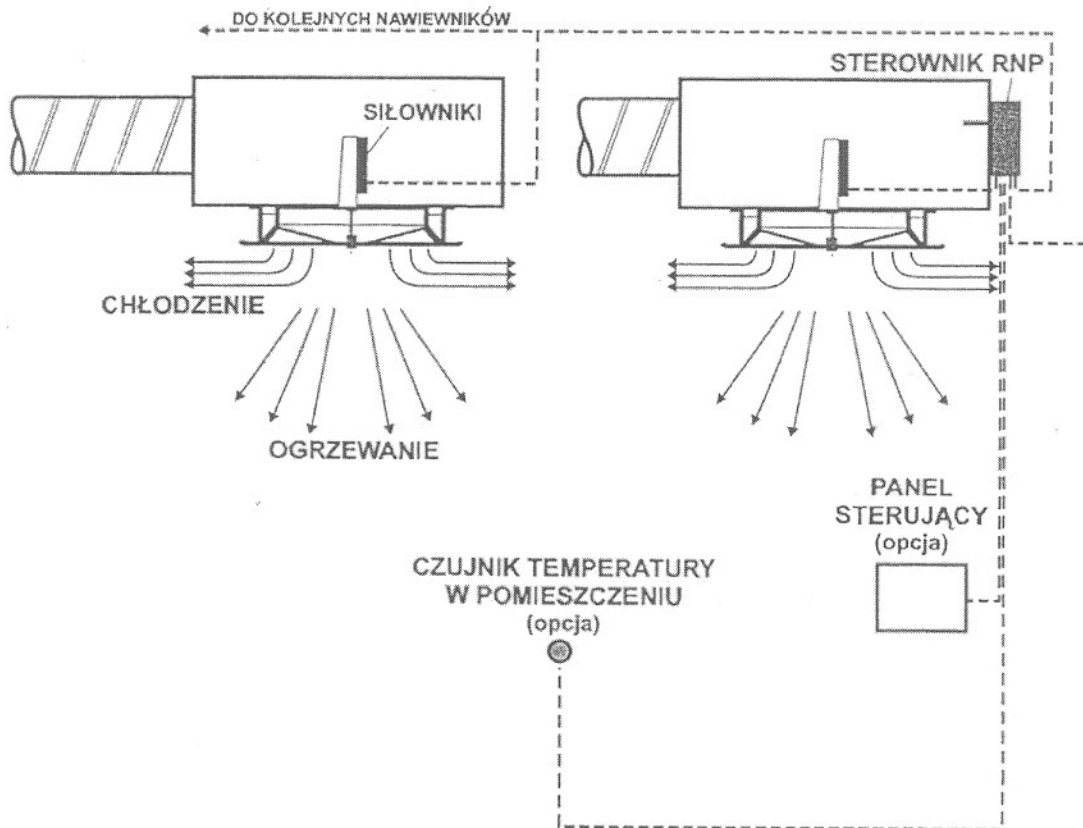 DO KOLEJNYCH NAWIEWNIKÓW
STEROWNIK RNP
SIŁOWNIKI
CHŁODZENIE
OGRZEWANIE
PANEL
STERUJĄCY
(opcja)
CZUJNIK TEMPERATURY
W POMIESZCZENIU
(opcja)